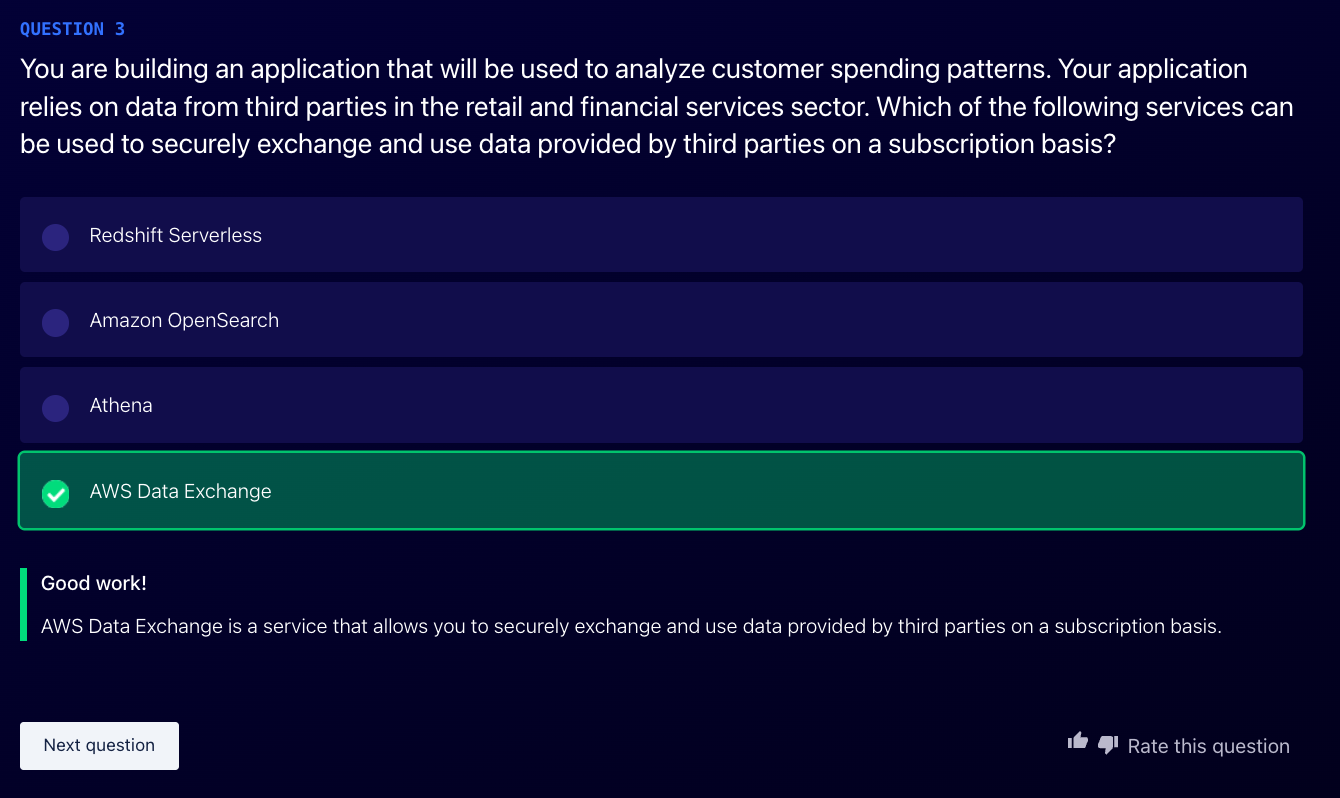 QUESTION 3
You are building an application that will be used to analyze customer spending patterns. Your application
relies on data from third parties in the retail and financial services sector. Which of the following services can
be used to securely exchange and use data provided by third parties on a subscription basis?
Redshift Serverless
Amazon OpenSearch
Athena
AWS Data Exchange
Good work!
AWS Data Exchange is a service that allows you to securely exchange and use data provided by third parties on a subscription basis.
Next question
Rate this question